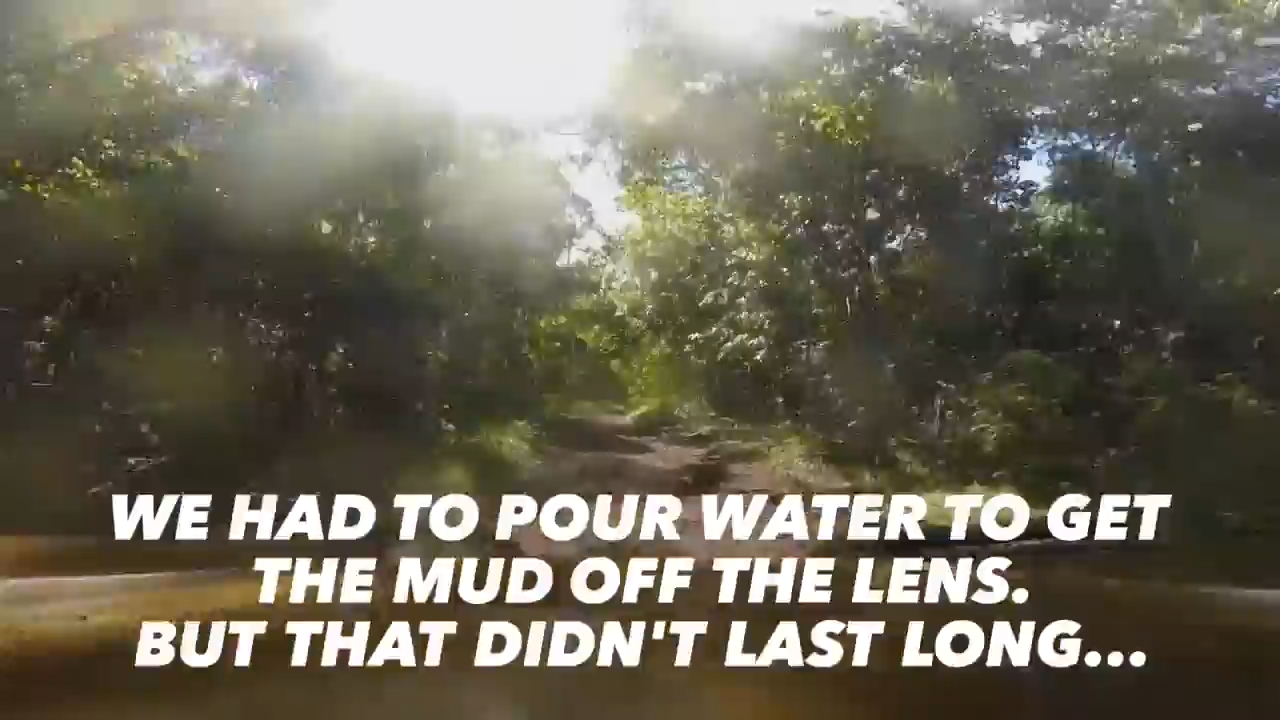 WE HAD TO POUR WATER TO GET
THE MUD OFF THE LENS.
BUT THAT DIDN'T LAST LONG...